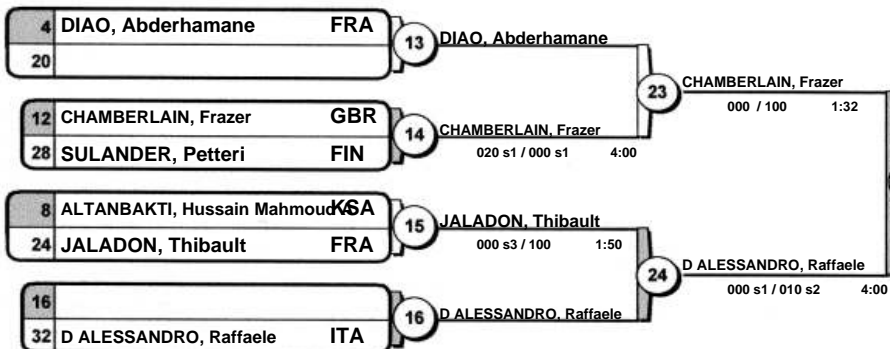 4 DIAO, Abderhamane FRA
20
13
DIAO, Abderhamane
12 CHAMBERLAIN, Frazer GBR
28 SULANDER, Petteri FIN
14
CHAMBERLAIN, Frazer
020 s1 / 000 s1 4:00
23
CHAMBERLAIN, Frazer
000 / 100 1:32
8 ALTANBAKTI, Hussain Mahmoud A KSA
24 JALADON, Thibault FRA
15
JALADON, Thibault
000 s3 / 100 1:50
16
32 D ALESSANDRO, Raffaele ITA
16
D ALESSANDRO, Raffaele
24
D ALESSANDRO, Raffaele
000 s1 / 010 s2 4:00